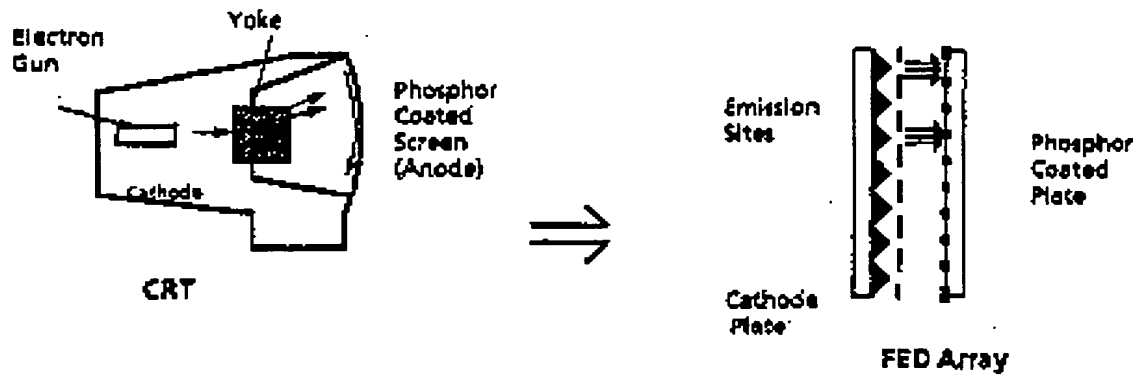 Yoke
Electron
Gun
Phosphor
Coated
Screen
(Anode)
Cathode
CRT
Emission
Sites
Phosphor
Coated
Plate
Cathode
Plate
FED Array